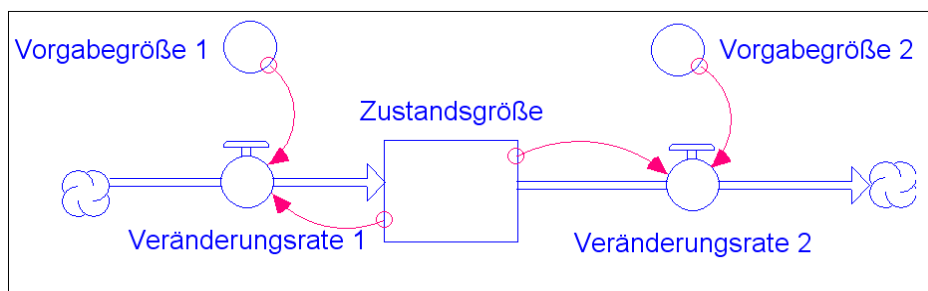 Vorgabegröße 1
Vorgabegröße 2
Zustandsgröße
Veränderungsrate 1
Veränderungsrate 2